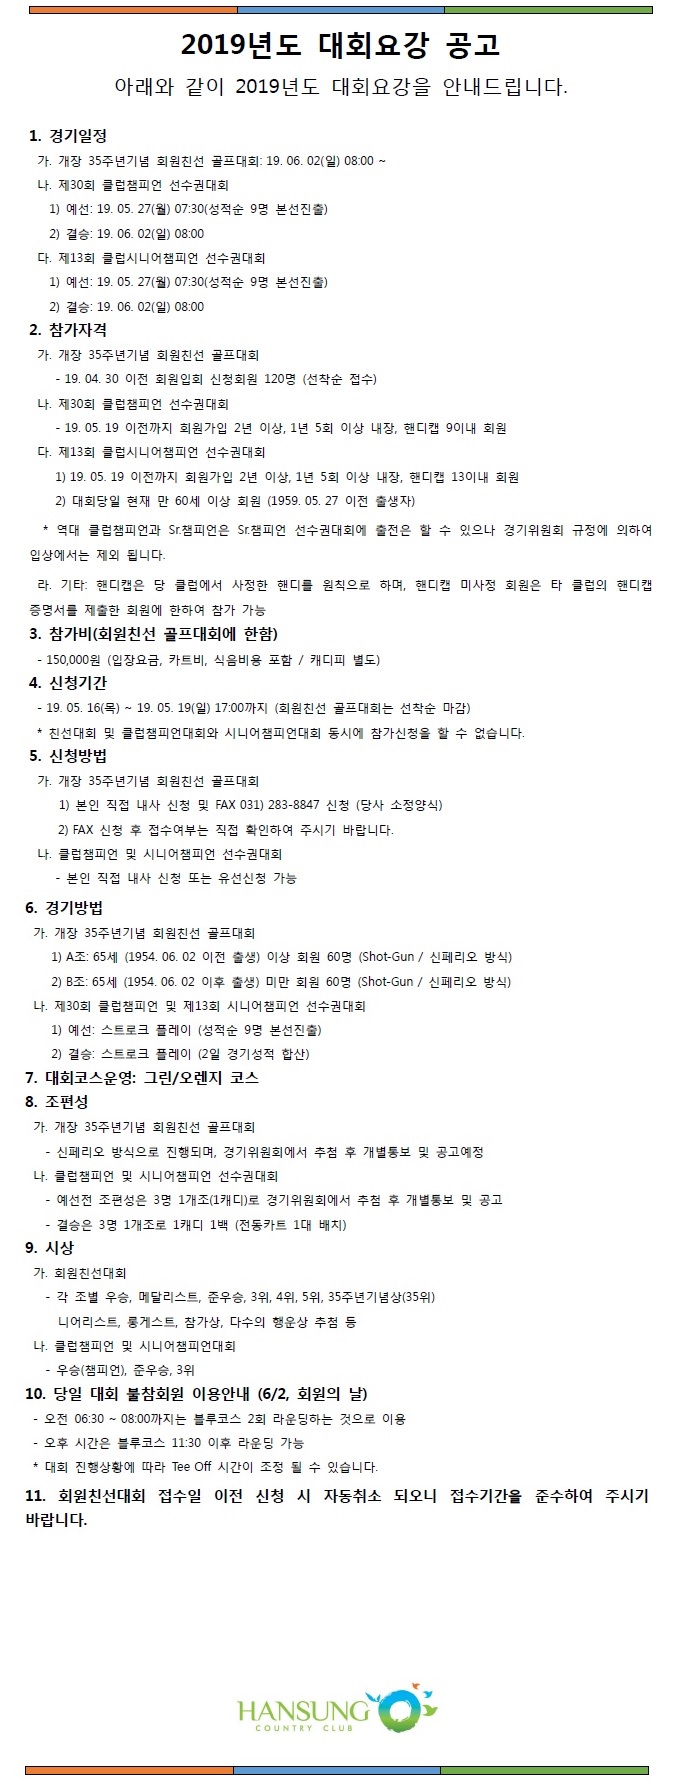 2019년도 대회요강 공고
아래와 같이 2019년도 대회요강을 안내드립니다.
1. 경기일정
가. 개장 35주년기념 회원친선 골프대회: 19. 06. 02(일) 08:00 ~
나. 제30회 클럽챔피언 선수권대회
1) 예선: 19. 05. 27(월) 07:30(성적순 9명 본선진출)
2) 결승: 19. 06. 02(일) 08:00
다. 제13회 클럽시니어챔피언 선수권대회
1) 예선: 19. 05. 27(월) 07:30(성적순 9명 본선진출)
2) 결승: 19. 06. 02(일) 08:00
2. 참가자격
가. 개장 35주년기념 회원친선 골프대회
- 19. 04. 30 이전 회원입회 신청회원 120명 (선착순 접수)
나. 제30회 클럽챔피언 선수권대회
- 19. 05. 19 이전까지 회원가입 2년 이상, 1년 5회 이상 내장, 핸디캡 9이내 회원
다. 제13회 클럽시니어챔피언 선수권대회
1) 19. 05. 19 이전까지 회원가입 2년 이상, 1년 5회 이상 내장, 핸디캡 13이내 회원
2) 대회당일 현재 만 60세 이상 회원 (1959. 05. 27 이전 출생자)
* 역대 클럽챔피언과 Sr.챔피언은 Sr.챔피언 선수권대회에 출전은 할 수 있으나 경기위원회 규정에 의하여
입상에서는 제외 됩니다.
라. 기타: 핸디캡은 당 클럽에서 사정한 핸디를 원칙으로 하며, 핸디캡 미사정 회원은 타 클럽의 핸디캡
증명서를 제출한 회원에 한하여 참가 가능
3. 참가비(회원친선 골프대회에 한함)
- 150,000원 (입장요금, 카트비, 식음비용 포함 / 캐디피 별도)
4. 신청기간
- 19. 05. 16(목) ~ 19. 05. 19(일) 17:00까지 (회원친선 골프대회는 선착순 마감)
* 친선대회 및 클럽챔피언대회와 시니어챔피언대회 동시에 참가신청을 할 수 없습니다.
5. 신청방법
가. 개장 35주년기념 회원친선 골프대회
1) 본인 직접 내사 신청 및 FAX 031) 283-8847 신청 (당사 소정양식)
2) FAX 신청 후 접수여부는 직접 확인하여 주시기 바랍니다.
나. 클럽챔피언 및 시니어챔피언 선수권대회
- 본인 직접 내사 신청 또는 유선신청 가능
6. 경기방법
가. 개장 35주년기념 회원친선 골프대회
1) A조: 65세 (1954. 06. 02 이전 출생) 이상 회원 60명 (Shot-Gun / 신페리오 방식)
2) B조: 65세 (1954. 06. 02 이후 출생) 미만 회원 60명 (Shot-Gun / 신페리오 방식)
나. 제30회 클럽챔피언 및 제13회 시니어챔피언 선수권대회
1) 예선: 스트로크 플레이 (성적순 9명 본선진출)
2) 결승: 스트로크 플레이 (2일 경기성적 합산)
7. 대회코스운영: 그린/오렌지 코스
8. 조편성
가. 개장 35주년기념 회원친선 골프대회
- 신페리오 방식으로 진행되며, 경기위원회에서 추첨 후 개별통보 및 공고예정
나. 클럽챔피언 및 시니어챔피언 선수권대회
- 예선전 조편성은 3명 1개조(1캐디)로 경기위원회에서 추첨 후 개별통보 및 공고
- 결승은 3명 1개조로 1캐디 1백 (전동카트 1대 배치)
9. 시상
가. 회원친선대회
- 각 조별 우승, 메달리스트, 준우승, 3위, 4위, 5위, 35주년기념상(35위)
니어리스트, 롱게스트, 참가상, 다수의 행운상 추첨 등
나. 클럽챔피언 및 시니어챔피언대회
- 우승(챔피언), 준우승, 3위
10. 당일 대회 불참회원 이용안내 (6/2, 회원의 날)
- 오전 06:30 ~ 08:00까지는 블루코스 2회 라운딩하는 것으로 이용
- 오후 시간은 블루코스 11:30 이후 라운딩 가능
* 대회 진행상황에 따라 Tee Off 시간이 조정 될 수 있습니다.
11. 회원친선대회 접수일 이전 신청 시 자동취소 되오니 접수기간을 준수하여 주시기
바랍니다.
HANSUNG
COUNTRY CLUB